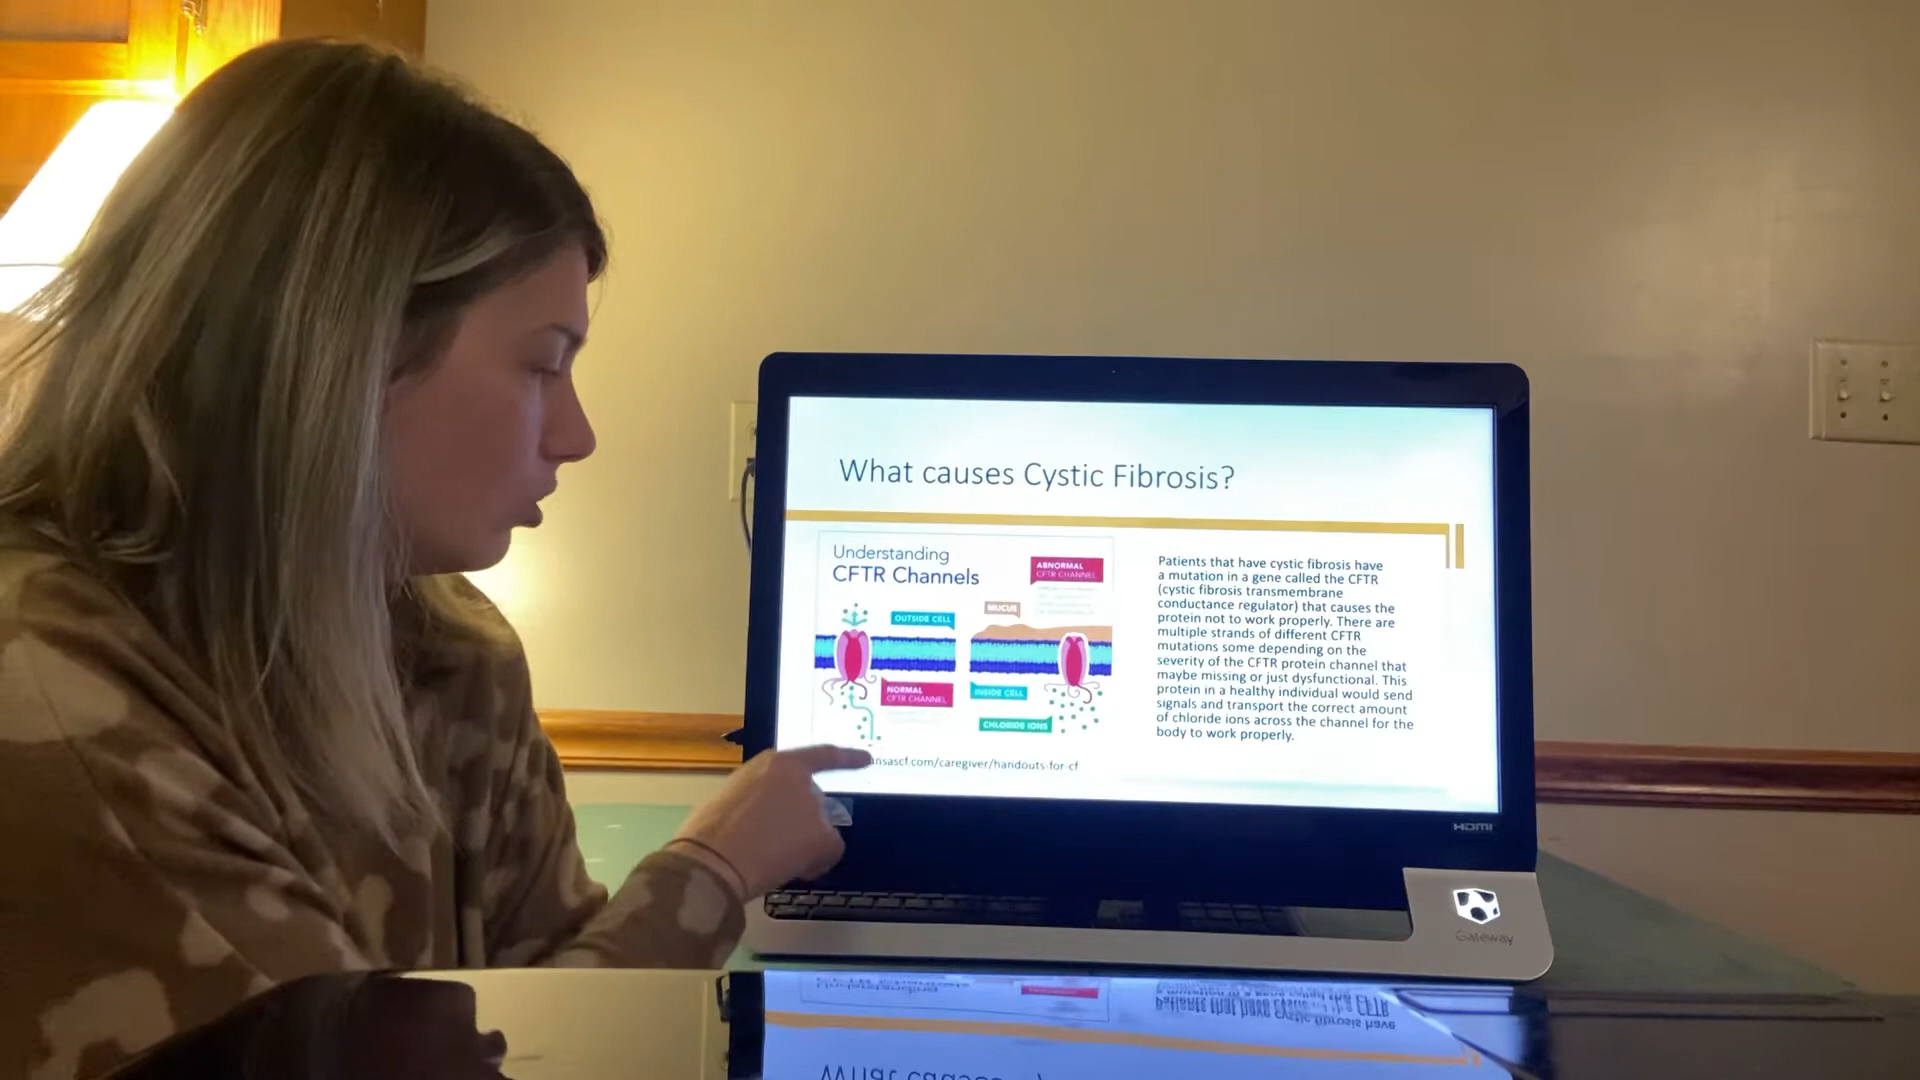 What causes Cystic Fibrosis?
Understanding
CFTR Channels
ABNORMAL
CFTR CHANNEL
MUCUS
OUTSIDE CELL
NORMAL
CFTR CHANNEL
INSIDE CELL
CHLORIDE IONS
ansascf.com/caregiver/handouts-for-cf
Patients that have cystic fibrosis have
a mutation in a gene called the CFTR
(cystic fibrosis transmembrane
conductance regulator) that causes the
protein not to work properly. There are
multiple strands of different CFTR
mutations some depending on the
severity of the CFTR protein channel that
maybe missing or just dysfunctional. This
protein in a healthy individual would send
signals and transport the correct amount
of chloride ions across the channel for the
body to work properly.
HDMI
Gateway